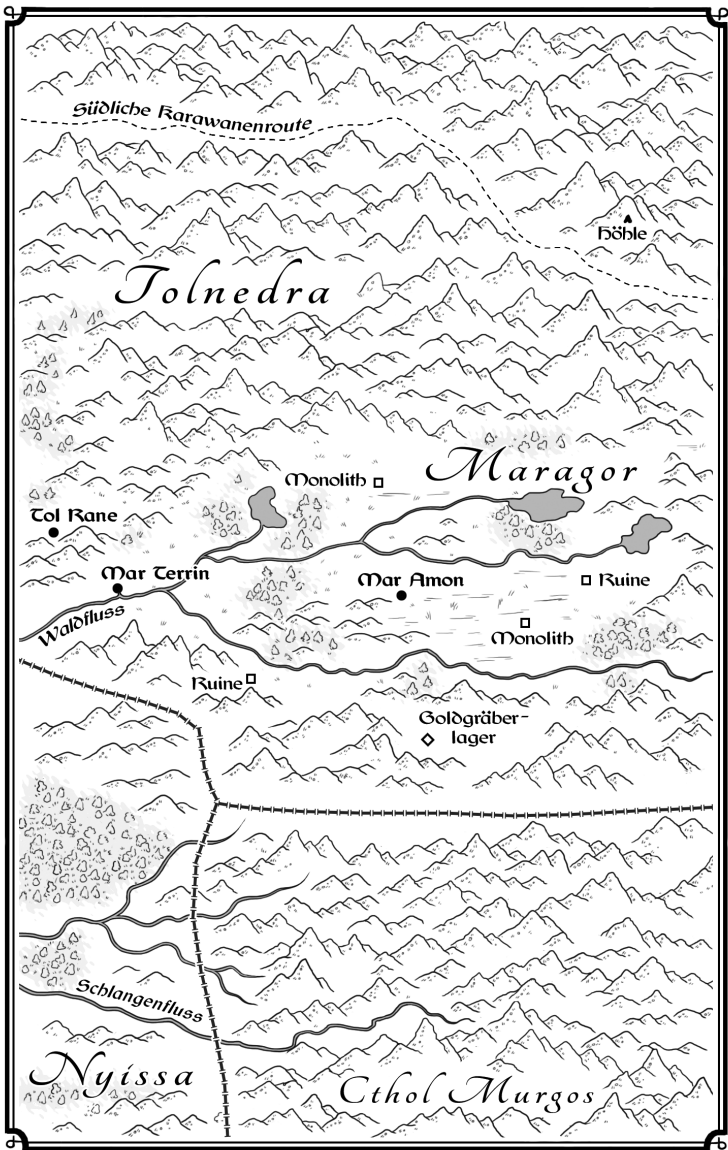 Südliche Karawanenroute
Höhle
Tolnedra
Maragor
Monolith
Tol Rane
Mar Terrin
Mar Amon
Ruine
Waldfluss
Monolith
Ruine
Goldgräber-
lager
Schlangenfluss
Nyissa
Cthol Murgos